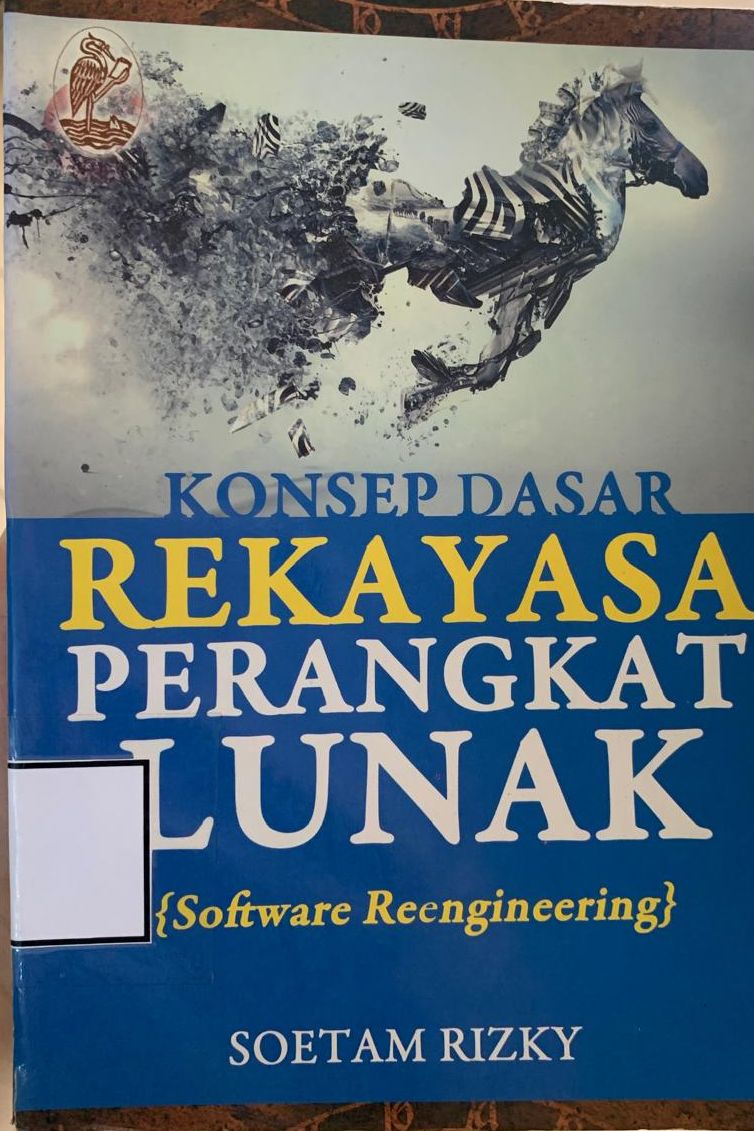 KONSEP DASAR
REKAYASA
PERANGKAT
LUNAK
{Software Reengineering}
SOETAM RIZKY